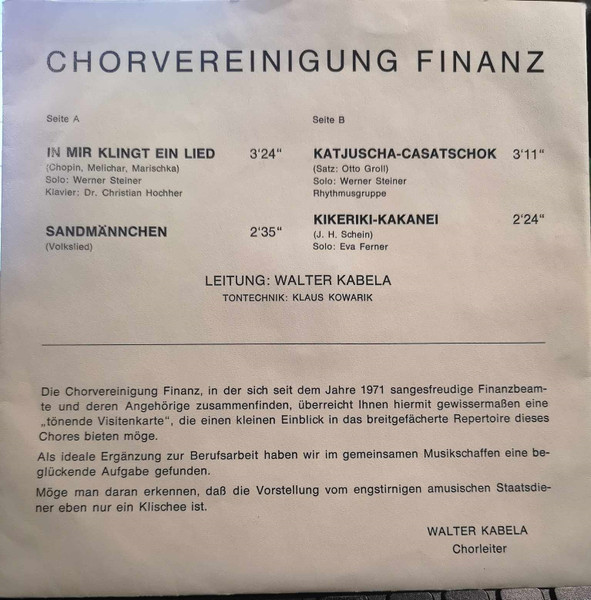 CHORVEREINIGUNG FINANZ
Seite A
IN MIR KLINGT EIN LIED 3'24"
(Chopin, Melichar, Marischka)
Solo: Werner Steiner
Klavier: Dr. Christian Hochher
SANDMÄNNCHEN 2'35"
(Volkslied)
Seite B
KATJUSCHA-CASATSCHOK 3'11"
(Satz: Otto Groll)
Solo: Werner Steiner
Rhythmusgruppe
KIKERIKI-KAKANEI 2'24"
(J. H. Schein)
Solo: Eva Ferner
LEITUNG: WALTER KABELA
TONTECHNIK: KLAUS KOWARIK
Die Chorvereinigung Finanz, in der sich seit dem Jahre 1971 sangesfreudige Finanzbeam-
te und deren Angehörige zusammenfinden, überreicht Ihnen hiermit gewissermaßen eine
„tönende Visitenkarte", die einen kleinen Einblick in das breitgefächerte Repertoire dieses
Chores bieten möge.
Als ideale Ergänzung zur Berufsarbeit haben wir im gemeinsamen Musikschaffen eine be-
glückende Aufgabe gefunden.
Möge man daran erkennen, daß die Vorstellung vom engstirnigen amusischen Staatsdie-
ner eben nur ein Klischee ist.
WALTER KABELA
Chorleiter